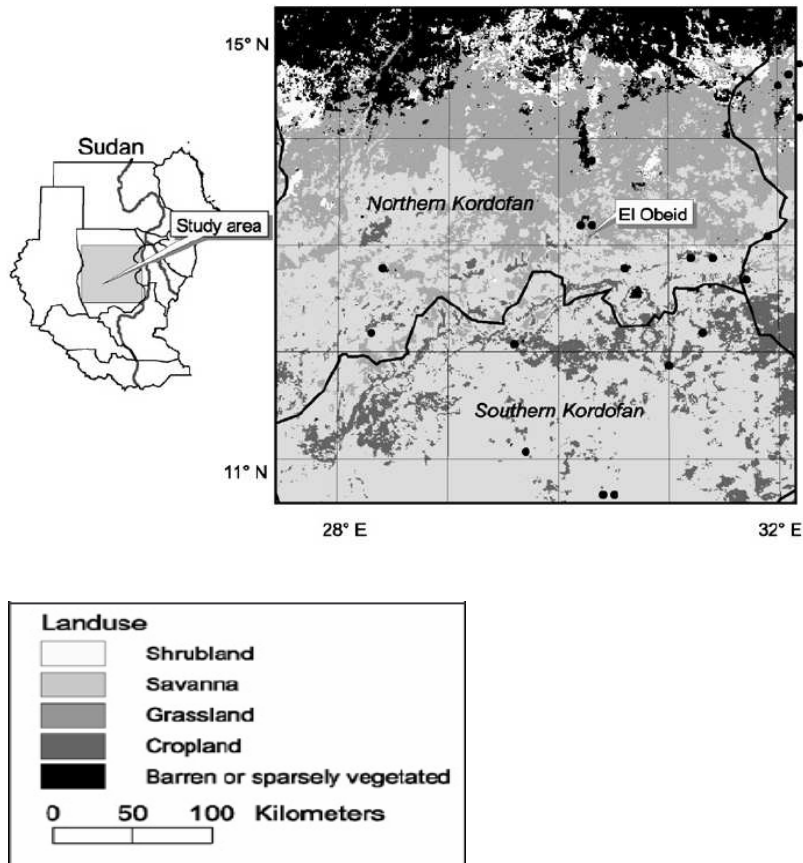 15° N
Sudan
Study area
Northern Kordofan
El Obeid
Southern Kordofan
11° N
28° E
32° E
Landuse
Shrubland
Savanna
Grassland
Cropland
Barren or sparsely vegetated
0 50 100 Kilometers